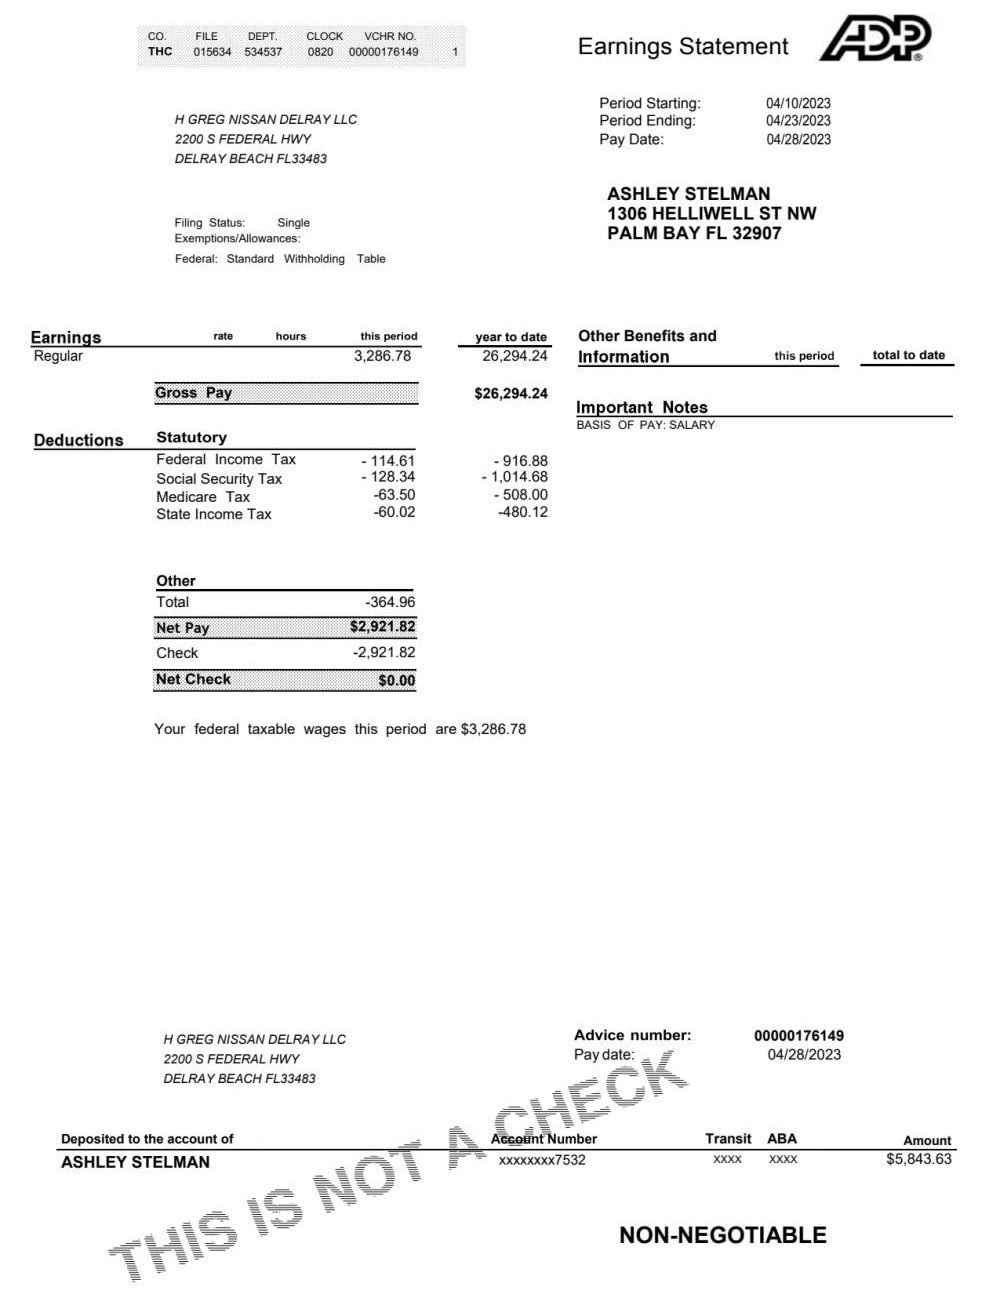 CO. FILE DEPT. CLOCK VCHR NO.
THC 015634 534537 0820 00000176149 1
Earnings Statement ADP®
Period Starting: 04/10/2023
Period Ending: 04/23/2023
Pay Date: 04/28/2023
H GREG NISSAN DELRAY LLC
2200 S FEDERAL HWY
DELRAY BEACH FL33483
ASHLEY STELMAN
1306 HELLIWELL ST NW
PALM BAY FL 32907
Filing Status: Single
Exemptions/Allowances:
Federal: Standard Withholding Table
Earnings rate hours this period year to date
Regular 3,286.78 26,294.24
Gross Pay $26,294.24
Other Benefits and
Information this period total to date
Important Notes
BASIS OF PAY: SALARY
Deductions Statutory
Federal Income Tax - 114.61 - 916.88
Social Security Tax - 128.34 - 1,014.68
Medicare Tax -63.50 - 508.00
State Income Tax -60.02 -480.12
Other
Total -364.96
Net Pay $2,921.82
Check -2,921.82
Net Check $0.00
Your federal taxable wages this period are $3,286.78
H GREG NISSAN DELRAY LLC
2200 S FEDERAL HWY
DELRAY BEACH FL33483
Advice number: 00000176149
Pay date: 04/28/2023
THIS IS NOT A CHECK
Deposited to the account of Account Number Transit ABA Amount
ASHLEY STELMAN xxxxxxxx7532 xxxx xxxx $5,843.63
NON-NEGOTIABLE